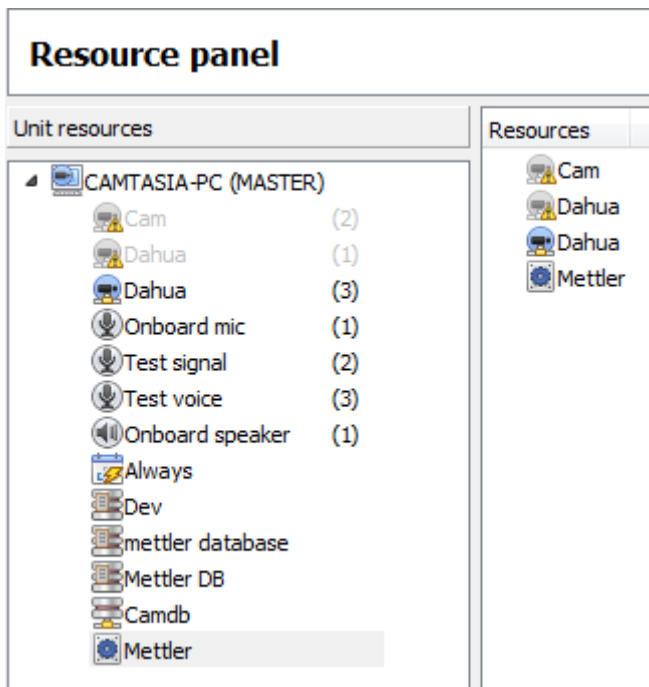 Resource panel
Unit resources
CAMTASIA-PC (MASTER)
Cam (2)
Dahua (1)
Dahua (3)
Onboard mic (1)
Test signal (2)
Test voice (3)
Onboard speaker (1)
Always
Dev
mettler database
Mettler DB
Camdb
Mettler
Resources
Cam
Dahua
Dahua
Mettler